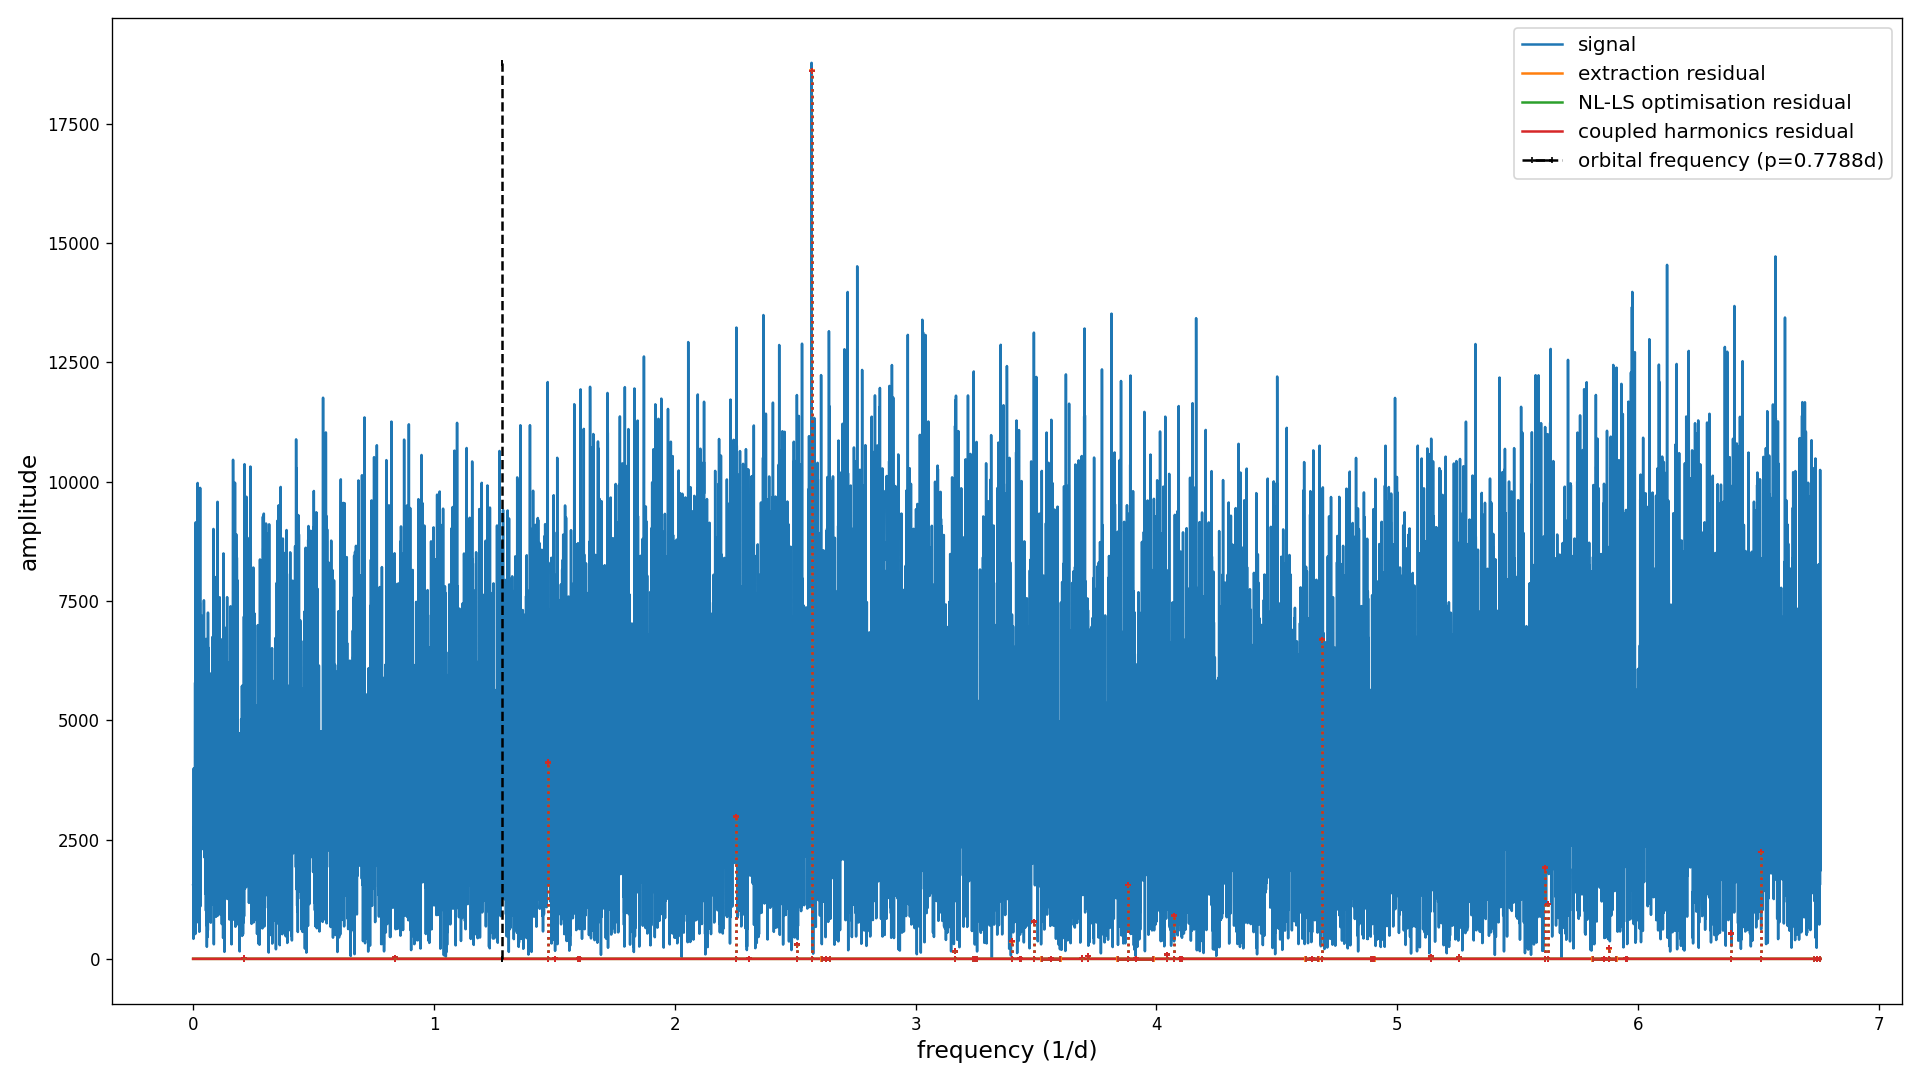 signal
extraction residual
NL-LS optimisation residual
coupled harmonics residual
orbital frequency (p=0.7788d)
amplitude
17500
15000
12500
10000
7500
5000
2500
0
0 1 2 3 4 5 6 7
frequency (1/d)